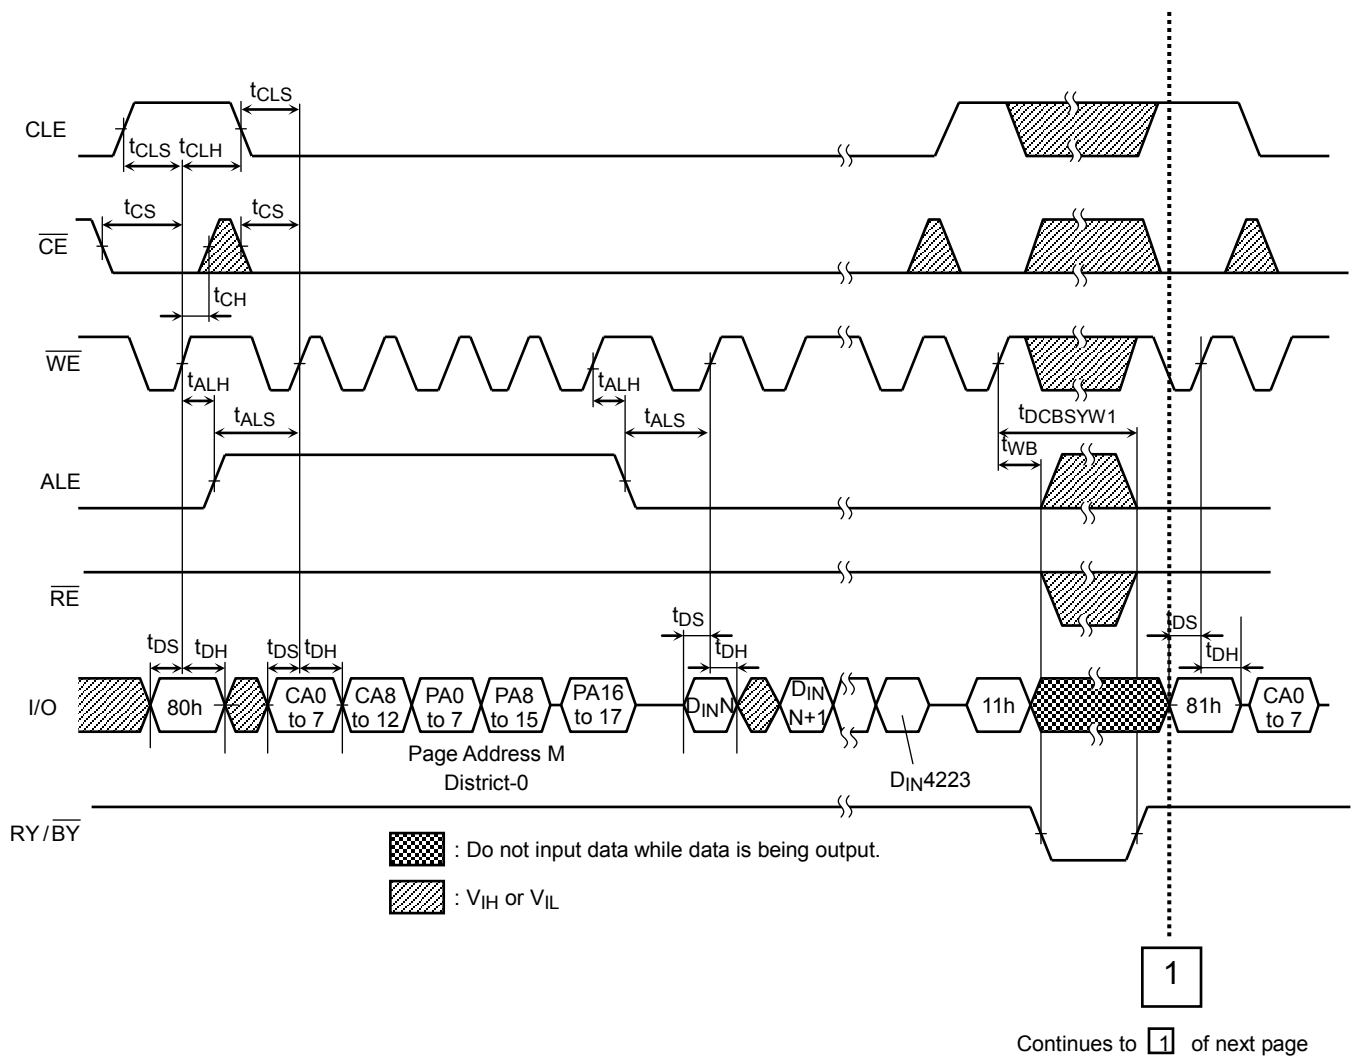 tCLS
CLE
tCLS tCLH
tCS tCS
CE
tCH
WE
tALH tALH
tALS tALS
tDCBSYW1
tWB
ALE
RE
tDS tDH tDS tDH tDS tDH tDS tDH
I/O
80h
CA0 to 7
CA8 to 12
PA0 to 7
PA8 to 15
PA16 to 17
DINN
DIN N+1
11h
81h
CA0 to 7
Page Address M
District-0
DIN4223
RY/BY
: Do not input data while data is being output.
: VIH or VIL
1
Continues to 1 of next page